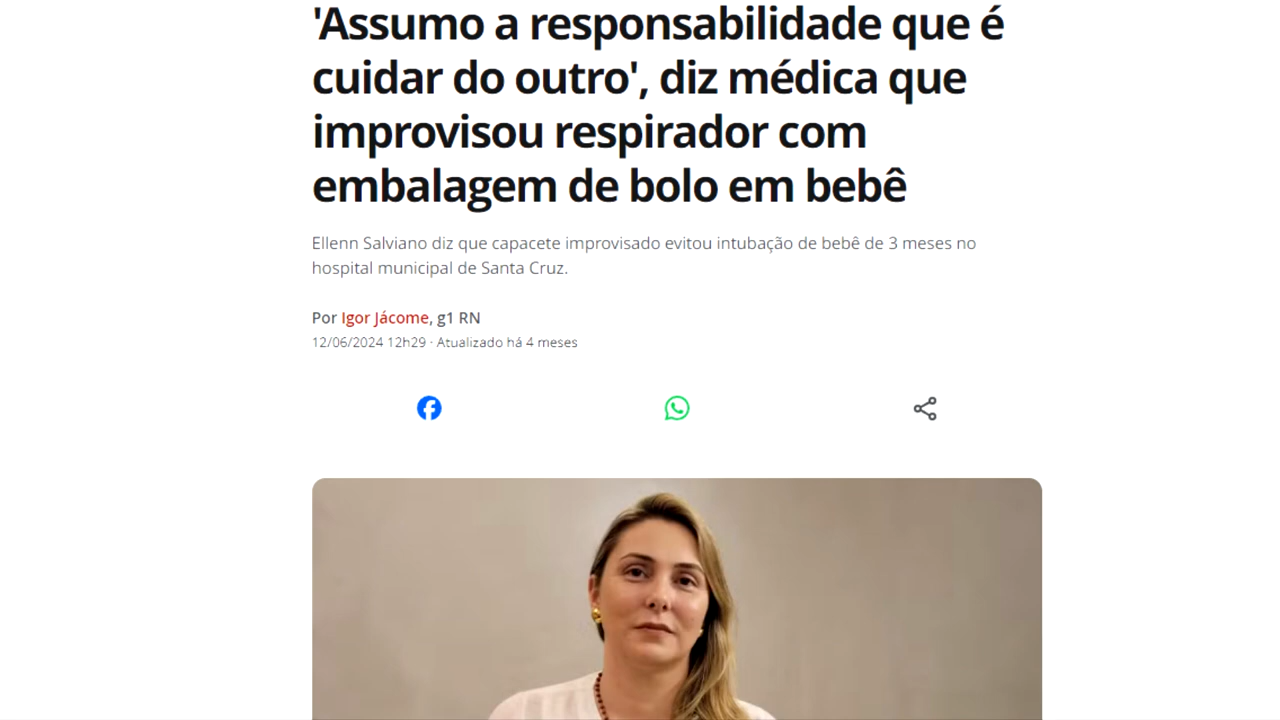 'Assumo a responsabilidade que é
cuidar do outro', diz médica que
improvisou respirador com
embalagem de bolo em bebê
Ellenn Salviano diz que capacete improvisado evitou intubação de bebê de 3 meses no
hospital municipal de Santa Cruz.
Por Igor Jácome, g1 RN
12/06/2024 12h29 · Atualizado há 4 meses